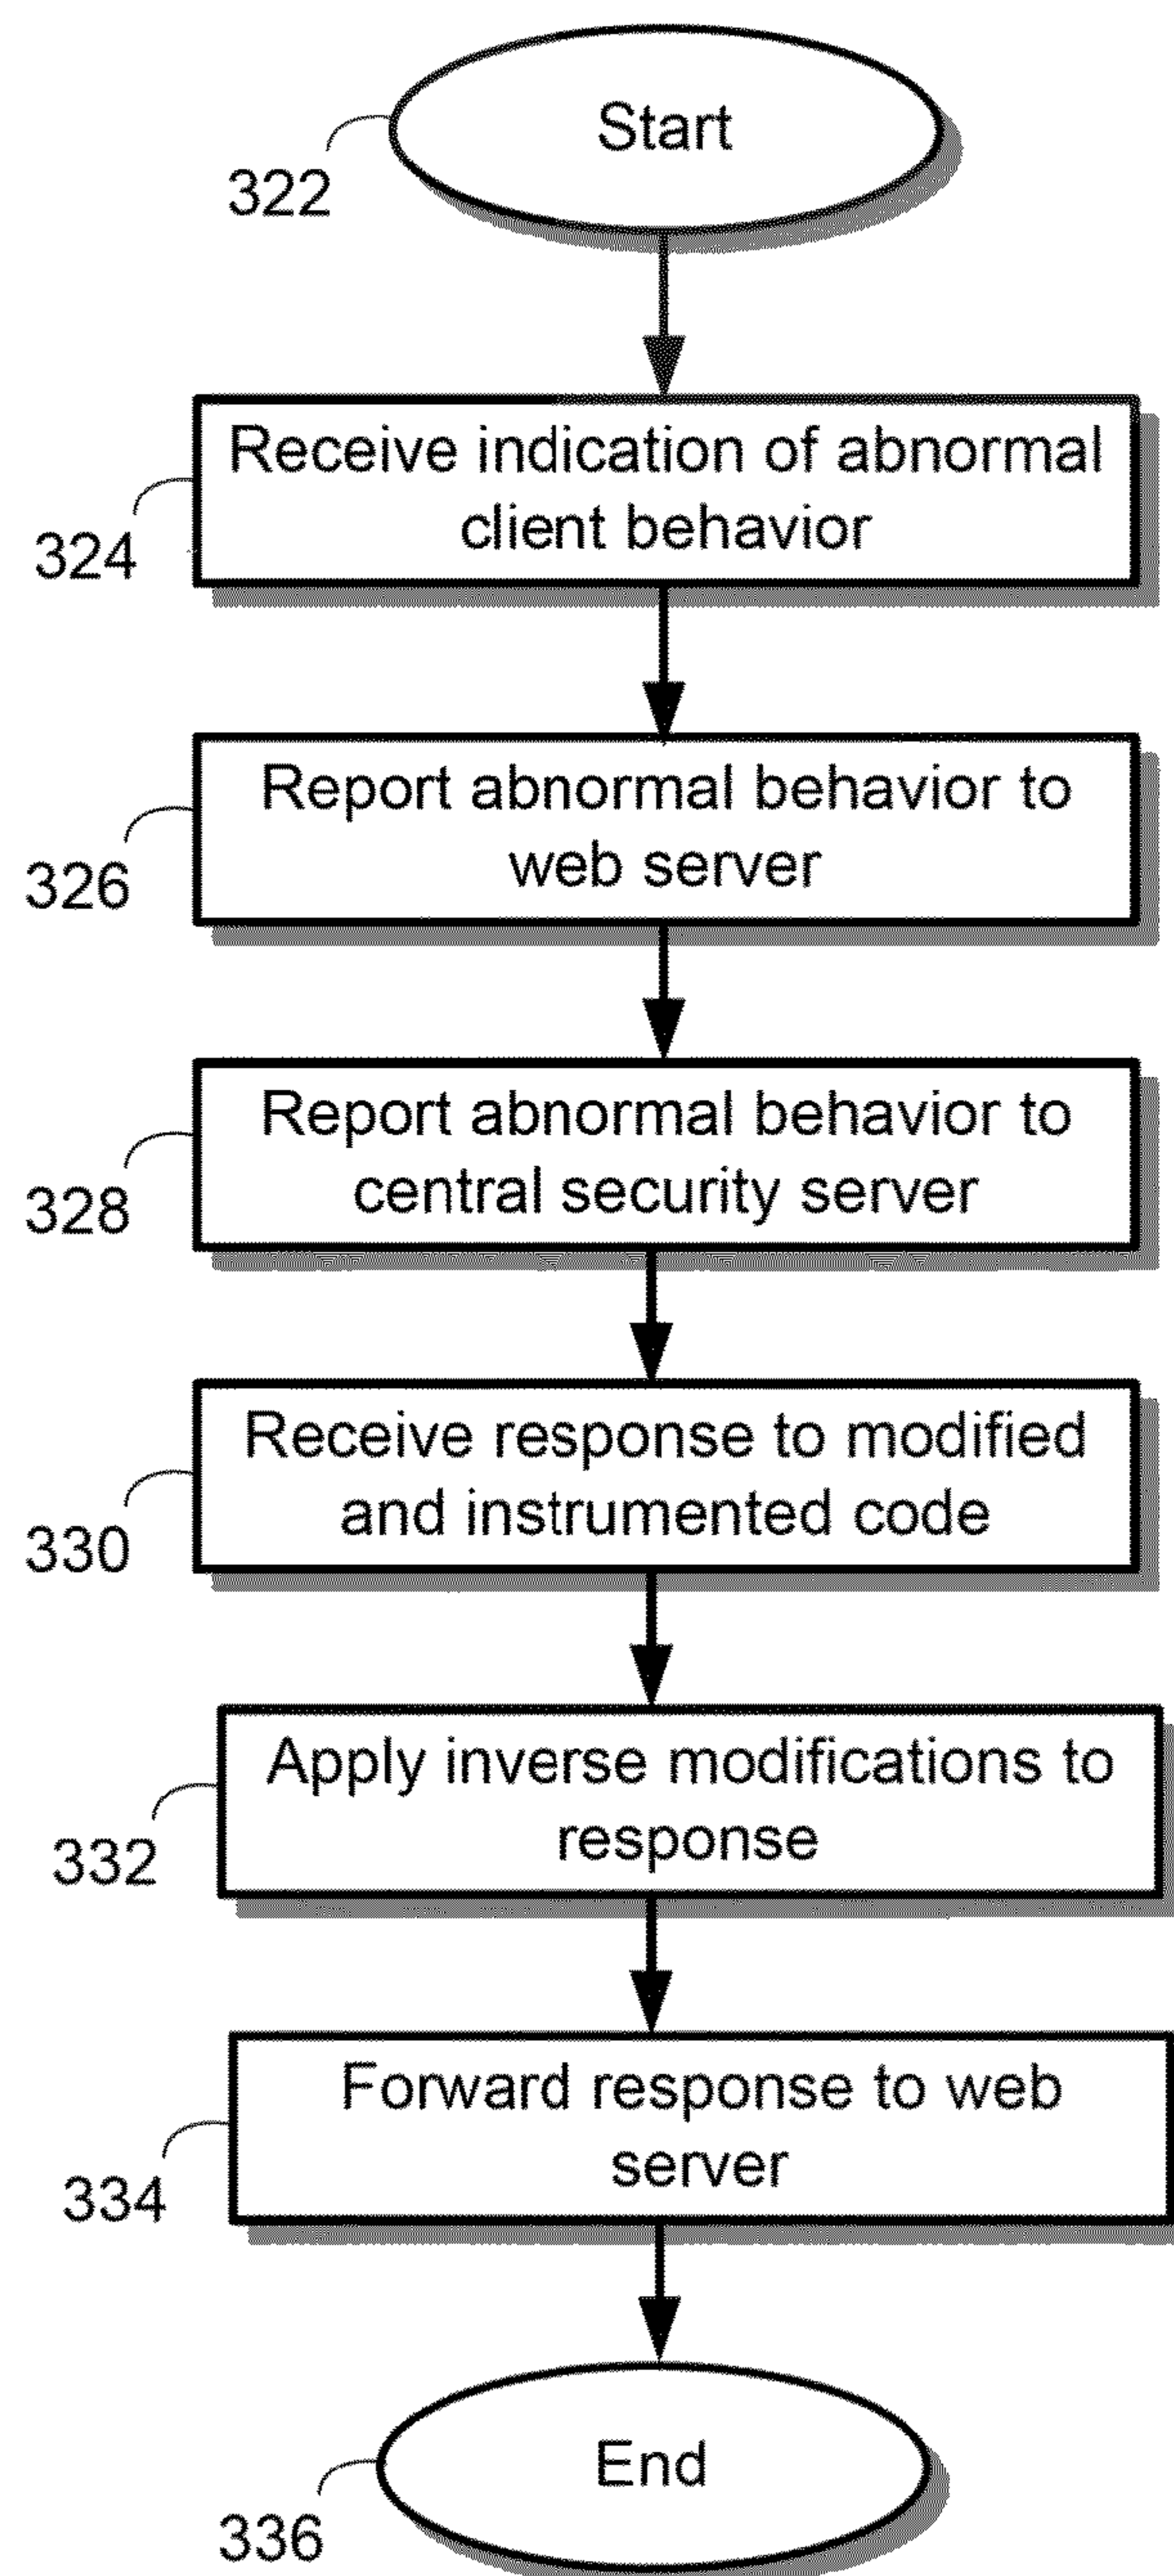 Start
322
Receive indication of abnormal
client behavior
324
Report abnormal behavior to
web server
326
Report abnormal behavior to
central security server
328
Receive response to modified
and instrumented code
330
Apply inverse modifications to
response
332
Forward response to web
server
334
End
336